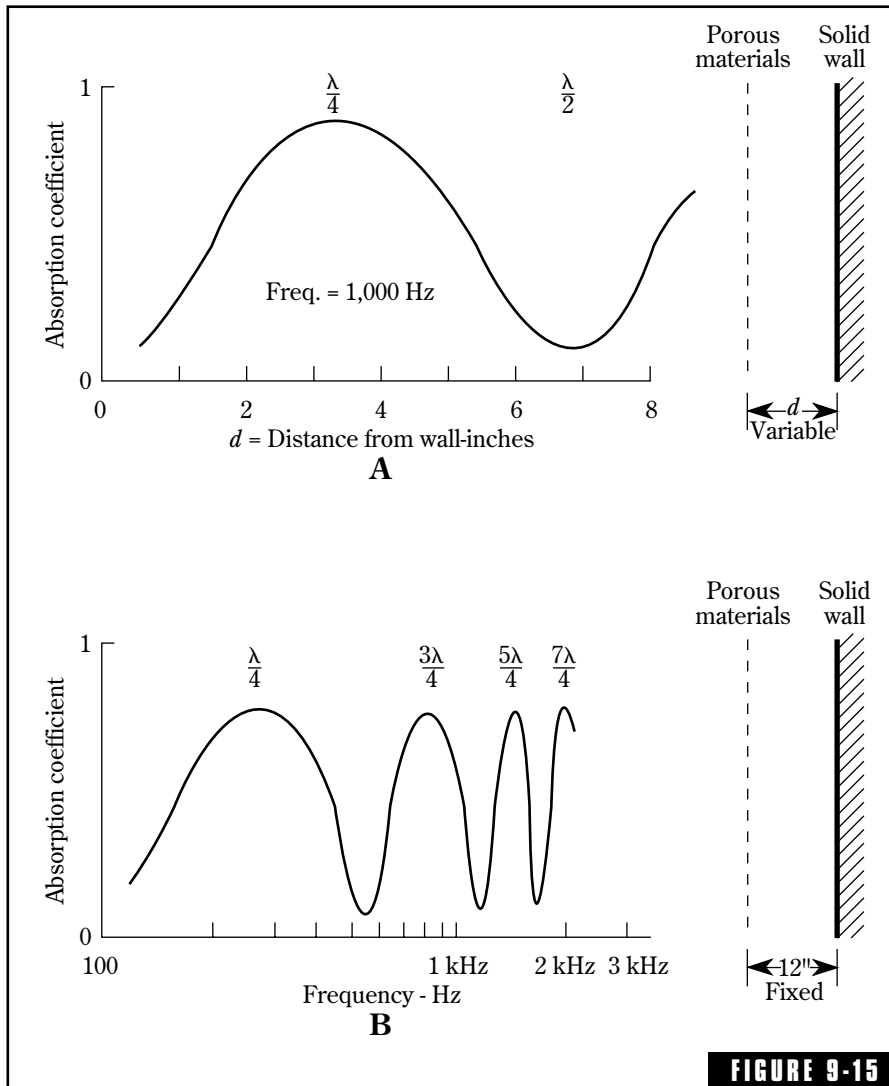 Porous materials
Solid wall
1
λ/4
λ/2
Absorption coefficient
Freq. = 1,000 Hz
0
0 2 4 6 8
d = Distance from wall-inches
d
Variable
A
Porous materials
Solid wall
1
λ/4 3λ/4 5λ/4 7λ/4
Absorption coefficient
0
100 1 kHz 2 kHz 3 kHz
Frequency - Hz
12"
Fixed
B
FIGURE 9-15